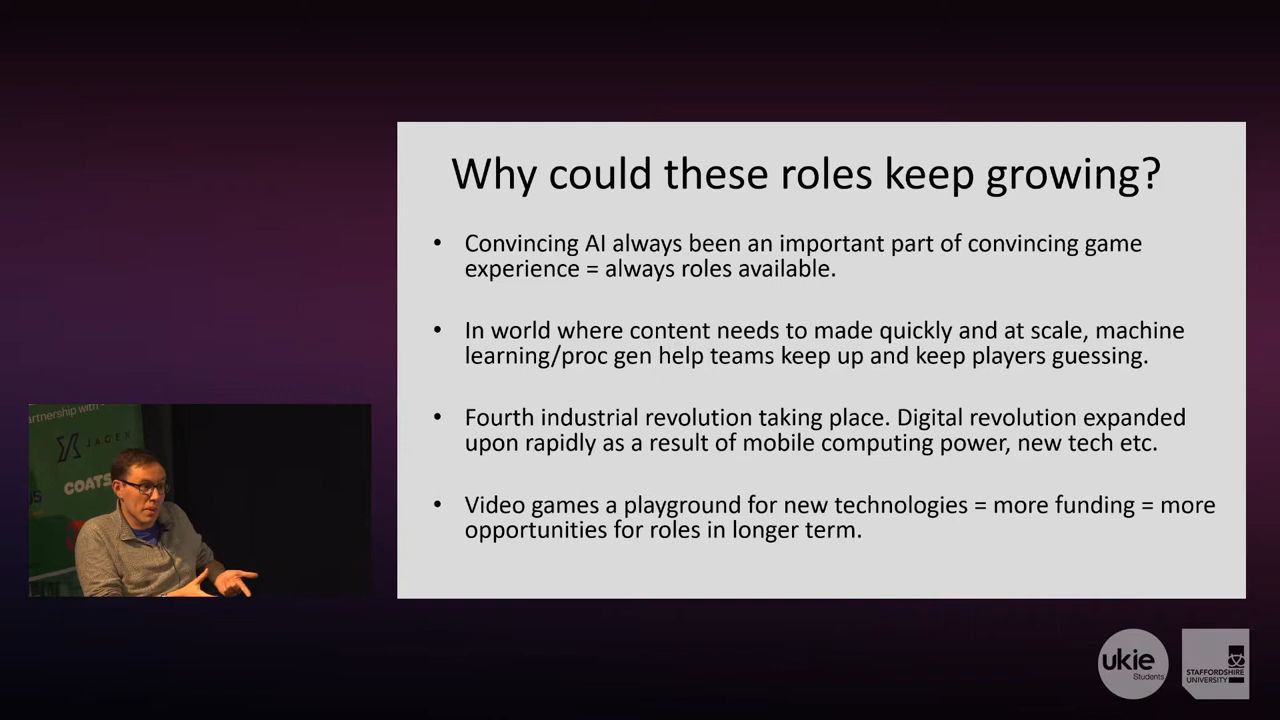 Why could these roles keep growing?
• Convincing AI always been an important part of convincing game
experience = always roles available.
• In world where content needs to made quickly and at scale, machine
learning/proc gen help teams keep up and keep players guessing.
• Fourth industrial revolution taking place. Digital revolution expanded
upon rapidly as a result of mobile computing power, new tech etc.
• Video games a playground for new technologies = more funding = more
opportunities for roles in longer term.
artnership with
JAGEX
COATS
ukie
Students
STAFFORDSHIRE
UNIVERSITY